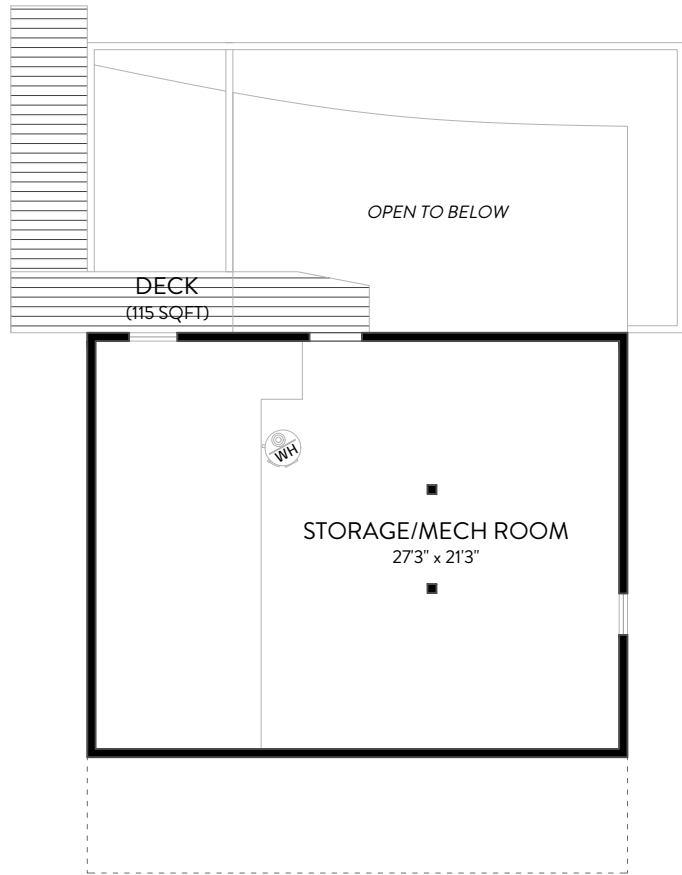 OPEN TO BELOW
DECK
(115 SQFT)
WH
STORAGE/MECH ROOM
27'3" x 21'3"